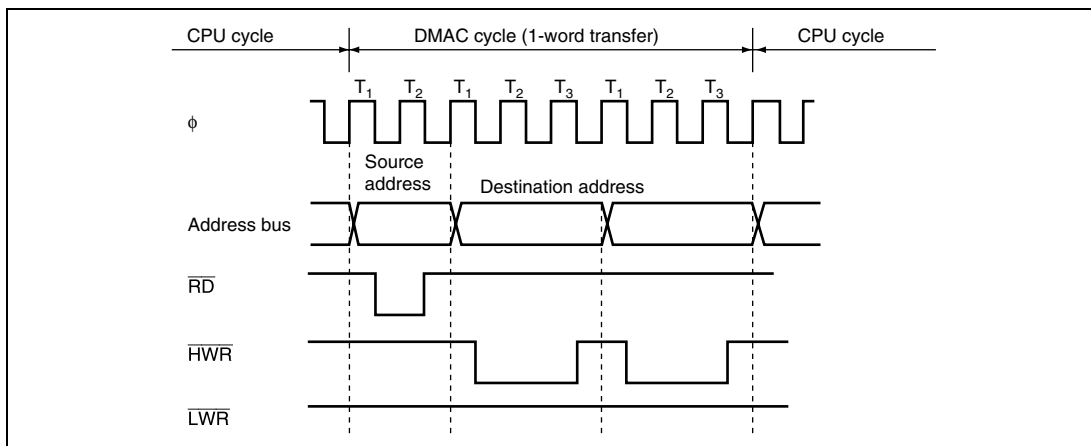 CPU cycle DMAC cycle (1-word transfer) CPU cycle
T1 T2 T1 T2 T3 T1 T2 T3
ϕ
Source
address
Destination address
Address bus
RD
HWR
LWR